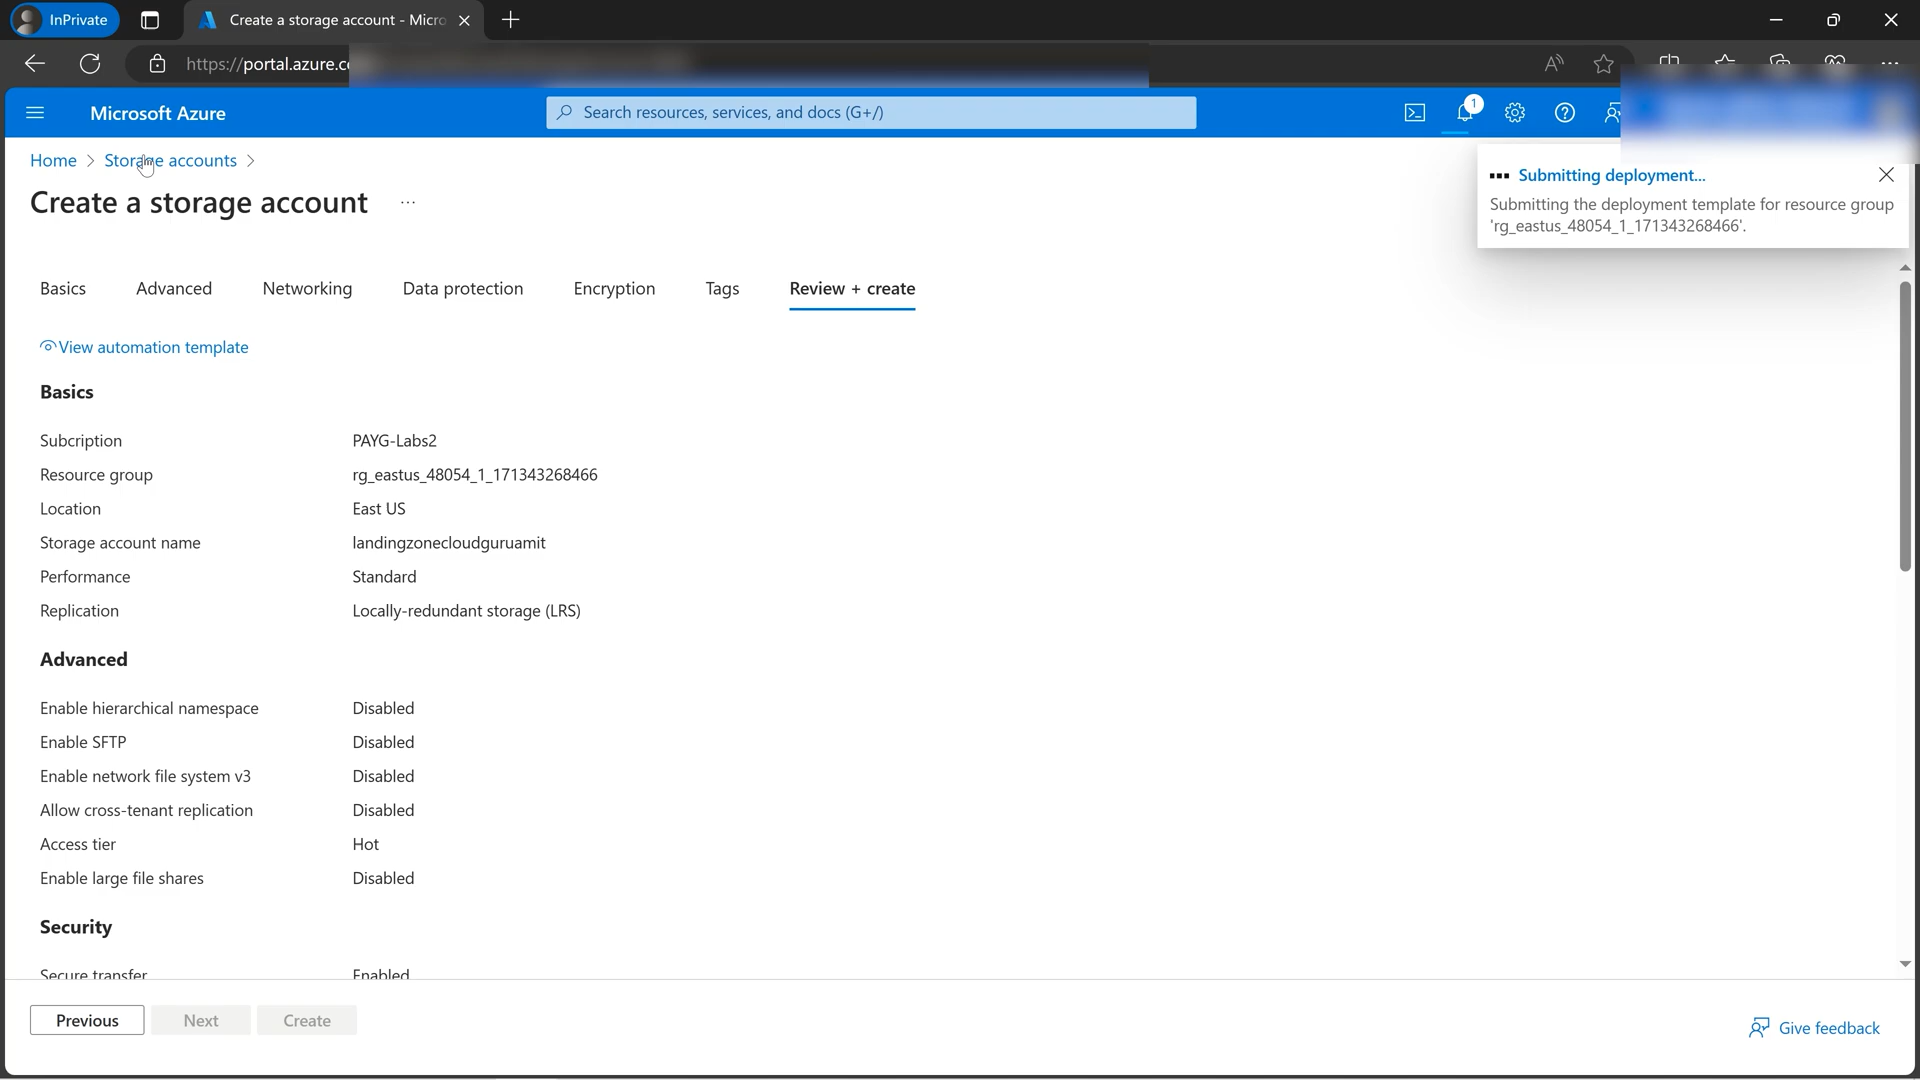 InPrivate
Create a storage account - Micro
https://portal.azure.c
Microsoft Azure
Search resources, services, and docs (G+/)
1
Home > Storage accounts >
Create a storage account ...
Submitting deployment...
Submitting the deployment template for resource group
'rg_eastus_48054_1_171343268466'.
Basics Advanced Networking Data protection Encryption Tags Review + create
View automation template
Basics
Subcription PAYG-Labs2
Resource group rg_eastus_48054_1_171343268466
Location East US
Storage account name landingzonecloudguruamit
Performance Standard
Replication Locally-redundant storage (LRS)
Advanced
Enable hierarchical namespace Disabled
Enable SFTP Disabled
Enable network file system v3 Disabled
Allow cross-tenant replication Disabled
Access tier Hot
Enable large file shares Disabled
Security
Secure transfer Enabled
Previous Next Create
Give feedback